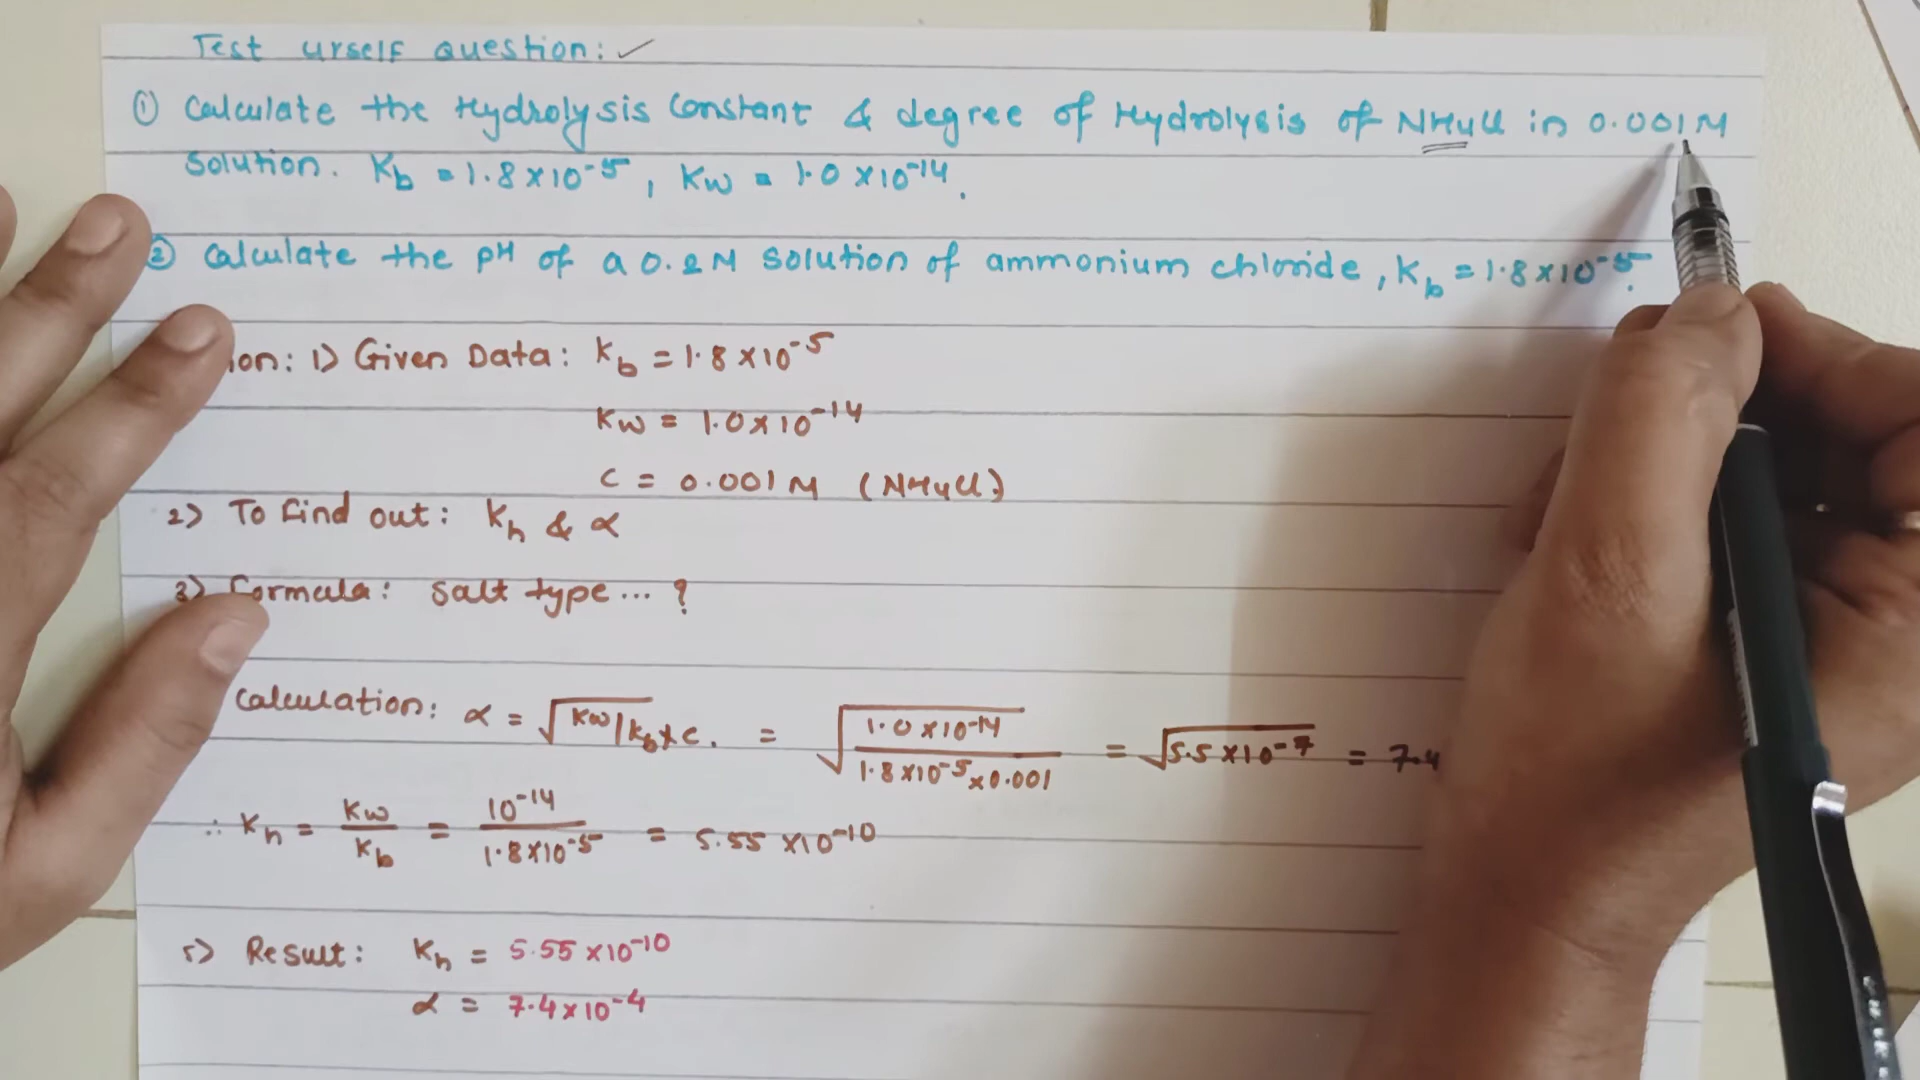 Test urself question: ✓
① Calculate the Hydrolysis Constant & degree of Hydrolysis of NH4Cl in 0.001M
Solution. Kb = 1.8×10⁻⁵, Kw = 1.0×10⁻¹⁴.
② Calculate the pH of a 0.2M solution of ammonium chloride, Kb = 1.8×10⁻⁵.
ion: 1) Given Data: Kb = 1.8×10⁻⁵
Kw = 1.0×10⁻¹⁴
C = 0.001M (NH4Cl)
2) To find out: Kh & α
3) Formula: Salt type... ?
Calculation: α = √Kw/Kb×C. = √1.0×10⁻¹⁴/1.8×10⁻⁵×0.001 = √5.5×10⁻⁷ = 7.4
∴ Kh = Kw/Kb = 10⁻¹⁴/1.8×10⁻⁵ = 5.55×10⁻¹⁰
5) Result: Kh = 5.55×10⁻¹⁰
α = 7.4×10⁻⁴